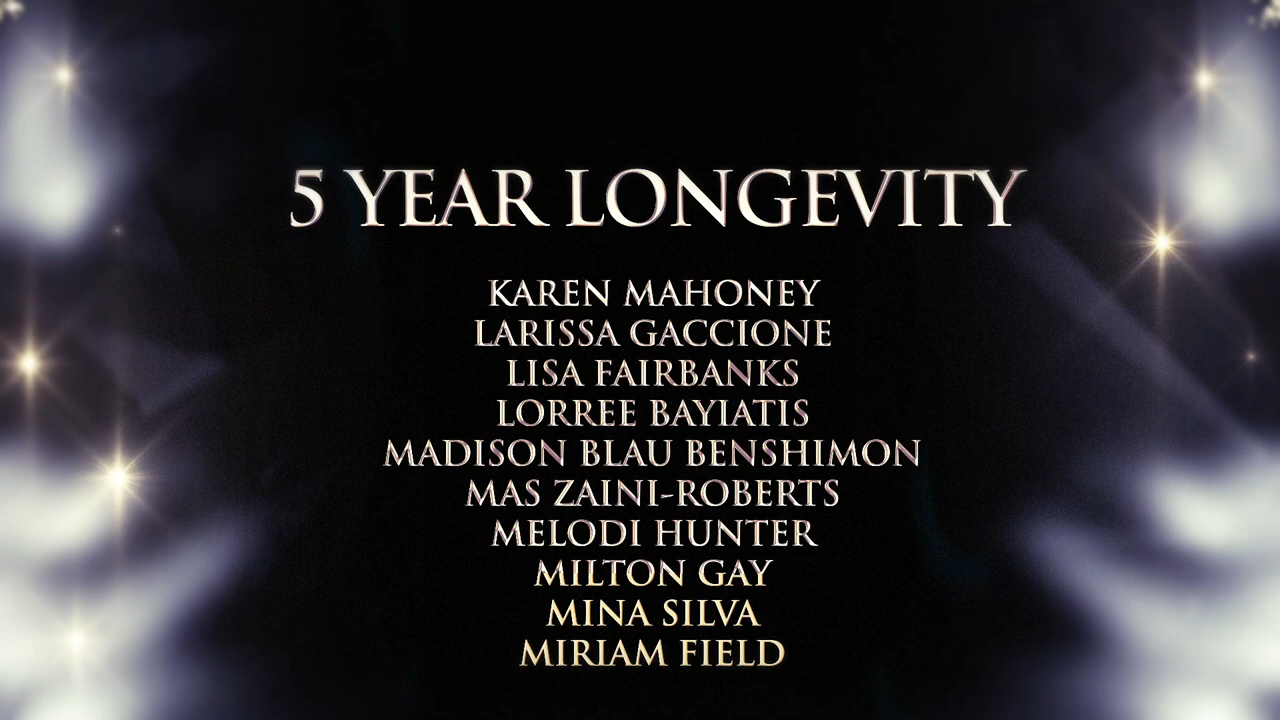 5 YEAR LONGEVITY
KAREN MAHONEY
LARISSA GACCIONE
LISA FAIRBANKS
LORREE BAYIATIS
MADISON BLAU BENSHIMON
MAS ZAINI-ROBERTS
MELODI HUNTER
MILTON GAY
MINA SILVA
MIRIAM FIELD